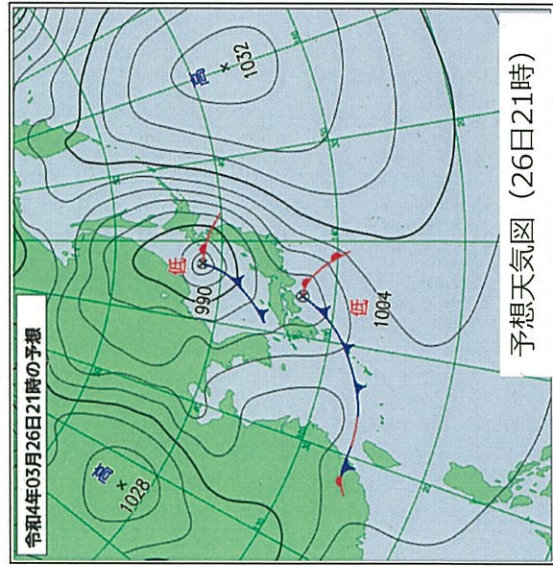 令和4年03月26日21時の予想
高
1028
低
990
高
1032
低
1004
予想天気図(26日21時)